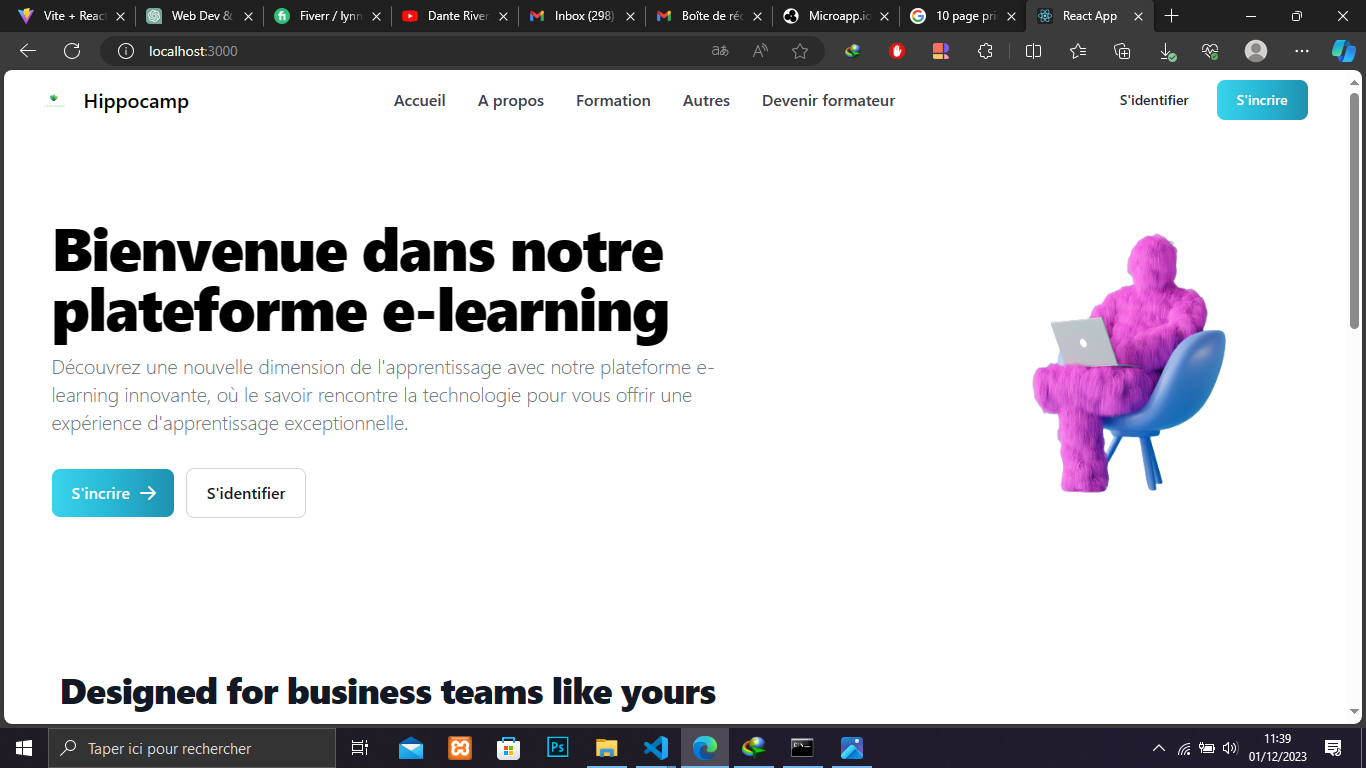 Vite + React
Web Dev &
Fiverr / lynn
Dante River
Inbox (298)
Boîte de réc
Microapp.io
10 page pri
React App
localhost:3000
Hippocamp
Accueil
A propos
Formation
Autres
Devenir formateur
S'identifier
S'incrire
Bienvenue dans notre
plateforme e-learning
Découvrez une nouvelle dimension de l'apprentissage avec notre plateforme e-
learning innovante, où le savoir rencontre la technologie pour vous offrir une
expérience d'apprentissage exceptionnelle.
S'incrire
S'identifier
Designed for business teams like yours
Taper ici pour rechercher
Ps
11:39
01/12/2023